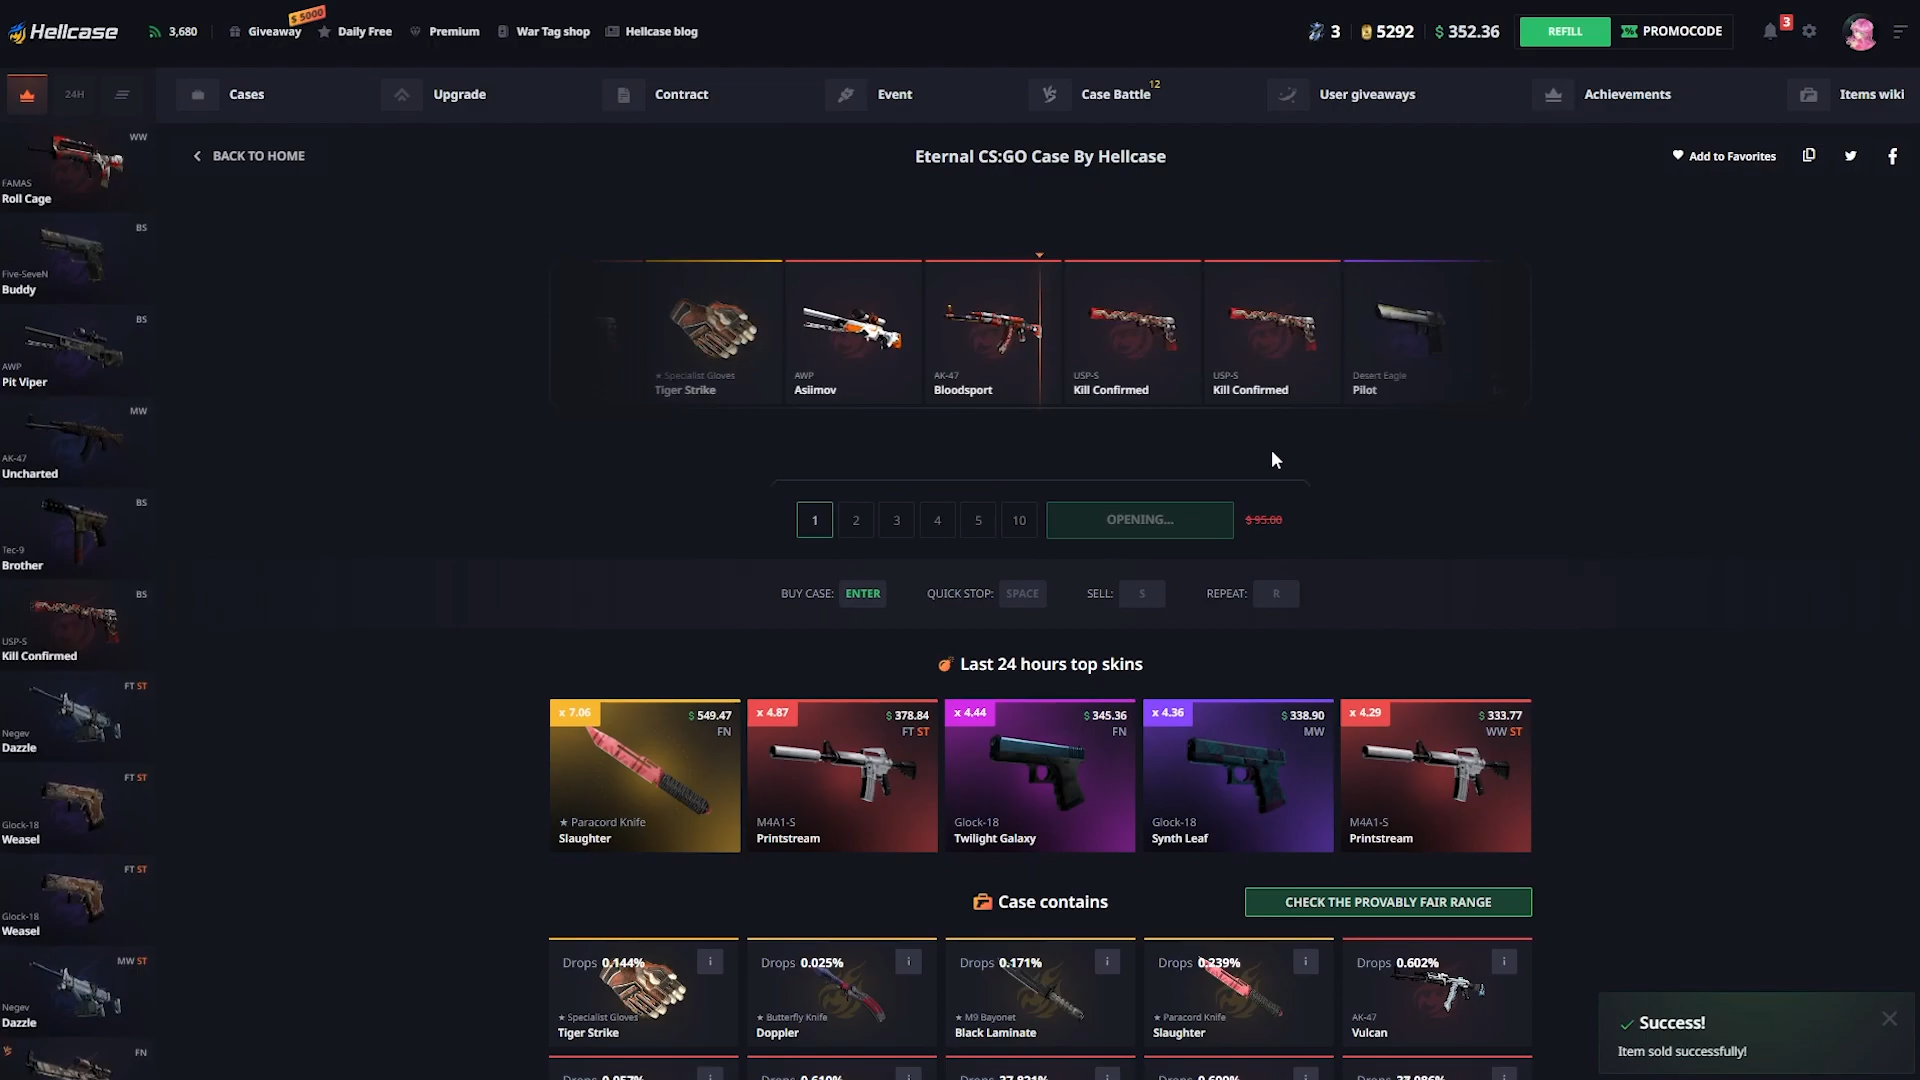 Hellcase
3,680
Giveaway
$ 5000
Daily Free
Premium
War Tag shop
Hellcase blog
3
5292
$ 352.36
REFILL
PROMOCODE
3
24H
Cases
Upgrade
Contract
Event
Case Battle 12
User giveaways
Achievements
Items wiki
BACK TO HOME
Eternal CS:GO Case By Hellcase
Add to Favorites
WW
FAMAS
Roll Cage
BS
Five-SeveN
Buddy
BS
AWP
Pit Viper
MW
AK-47
Uncharted
BS
Tec-9
Brother
BS
USP-S
Kill Confirmed
FT ST
Negev
Dazzle
FT ST
Glock-18
Weasel
FT ST
Glock-18
Weasel
MW ST
Negev
Dazzle
FN
★ Specialist Gloves
Tiger Strike
AWP
Asiimov
AK-47
Bloodsport
USP-S
Kill Confirmed
USP-S
Kill Confirmed
Desert Eagle
Pilot
1
2
3
4
5
10
OPENING...
$ 95.00
BUY CASE: ENTER
QUICK STOP: SPACE
SELL: S
REPEAT: R
Last 24 hours top skins
x 7.06
$ 549.47
FN
★ Paracord Knife
Slaughter
x 4.87
$ 378.84
FT ST
M4A1-S
Printstream
x 4.44
$ 345.36
FN
Glock-18
Twilight Galaxy
x 4.36
$ 338.90
MW
Glock-18
Synth Leaf
x 4.29
$ 333.77
WW ST
M4A1-S
Printstream
Case contains
CHECK THE PROVABLY FAIR RANGE
Drops 0.144%
i
★ Specialist Gloves
Tiger Strike
Drops 0.025%
i
★ Butterfly Knife
Doppler
Drops 0.171%
i
★ M9 Bayonet
Black Laminate
Drops 0.239%
i
★ Paracord Knife
Slaughter
Drops 0.602%
i
AK-47
Vulcan
Success!
Item sold successfully!